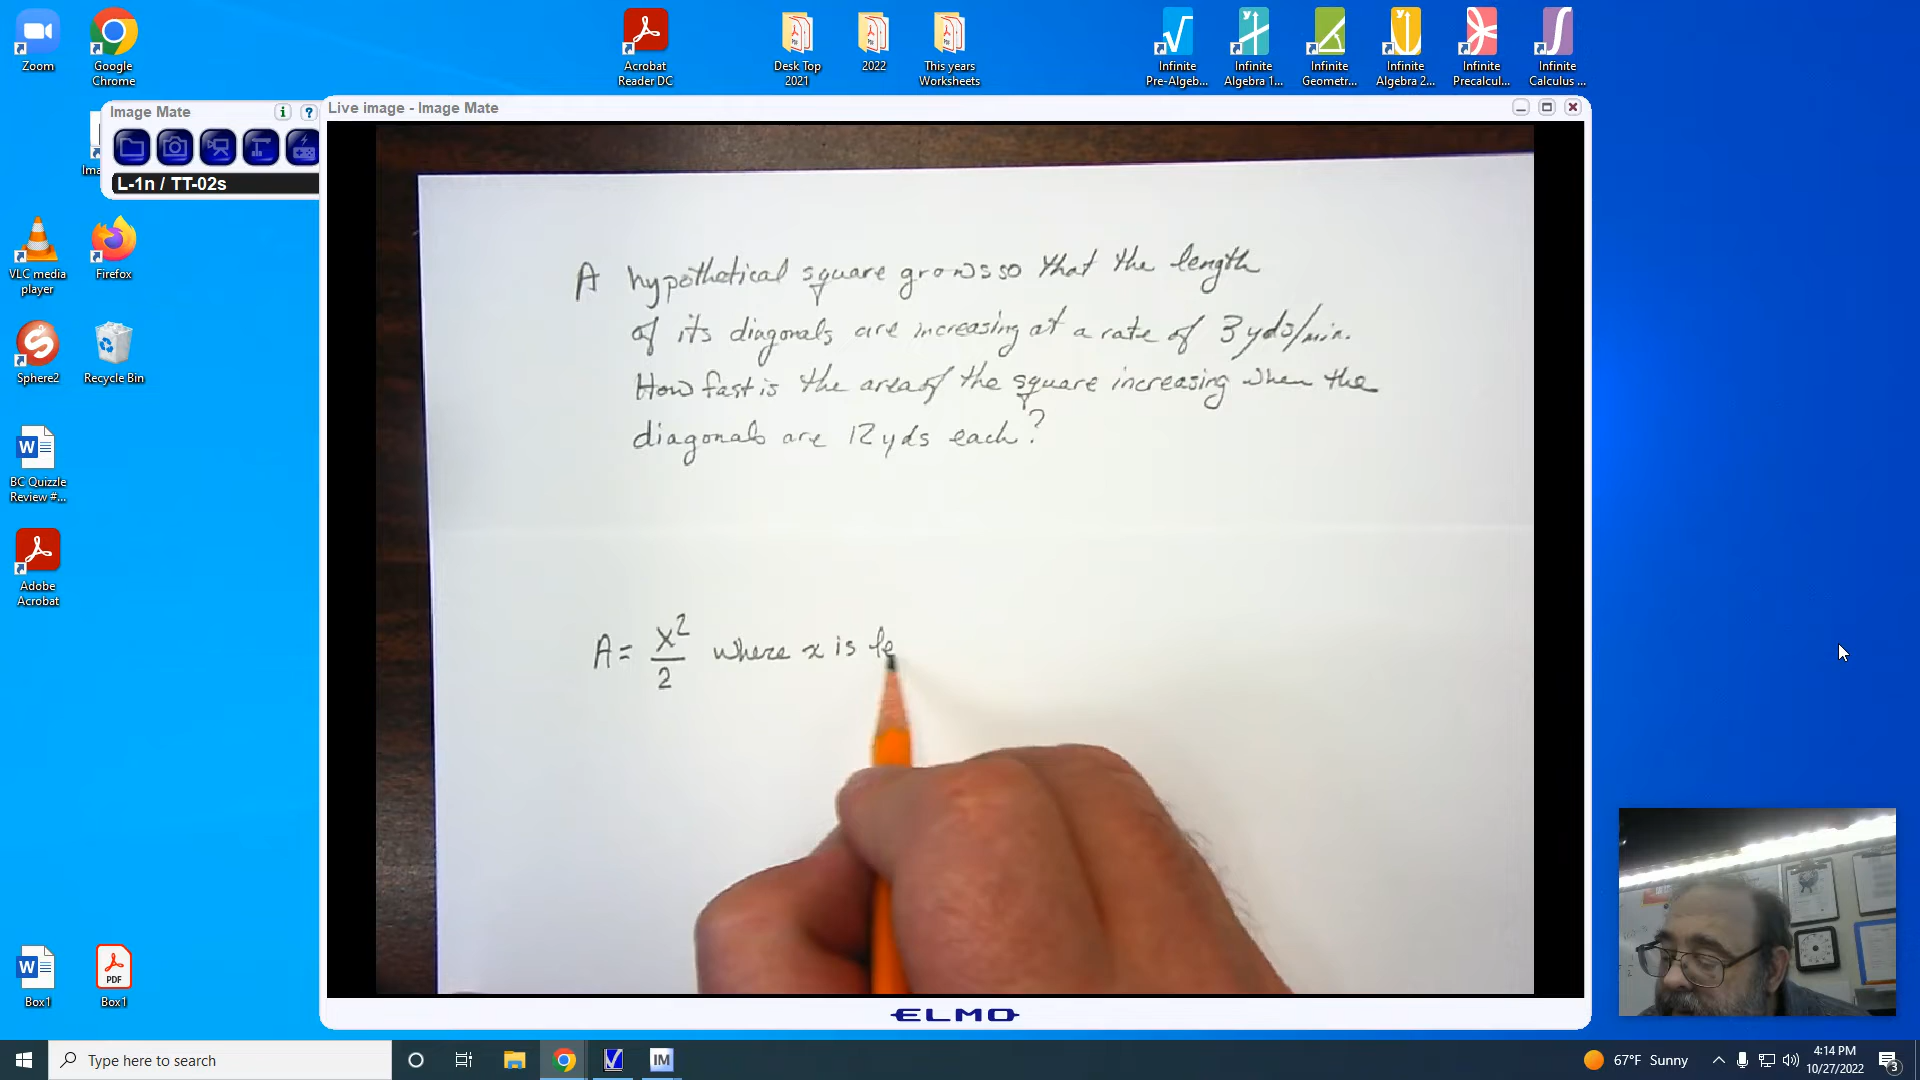 Zoom
Google Chrome
Acrobat Reader DC
Desk Top 2021
2022
This years Worksheets
Infinite Pre-Algeb...
Infinite Algebra 1...
Infinite Geometr...
Infinite Algebra 2...
Infinite Precalcul...
Infinite Calculus ...
Image Mate
L-1n / TT-02s
Live image - Image Mate
A hypothetical square grows so that the length
of its diagonals are increasing at a rate of 3 yds/min.
How fast is the area of the square increasing when the
diagonals are 12 yds each?
A = x²/2 where x is le
VLC media player
Firefox
Sphere2
Recycle Bin
BC Quizzle Review #...
Adobe Acrobat
Box1
PDF
Box1
ELMO
Type here to search
IM
67°F Sunny
4:14 PM
10/27/2022
3